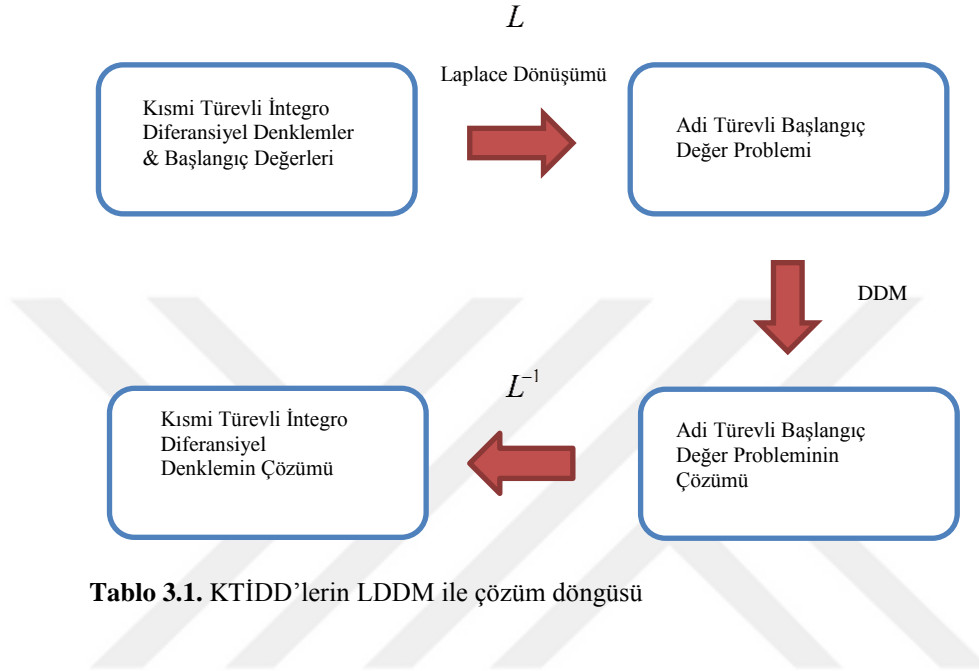 L
Laplace Dönüşümü
Kısmi Türevli İntegro
Diferansiyel Denklemler
& Başlangıç Değerleri
Adi Türevli Başlangıç
Değer Problemi
DDM
L⁻¹
Kısmi Türevli İntegro
Diferansiyel
Denklemin Çözümü
Adi Türevli Başlangıç
Değer Probleminin
Çözümü
Tablo 3.1. KTİDD’lerin LDDM ile çözüm döngüsü